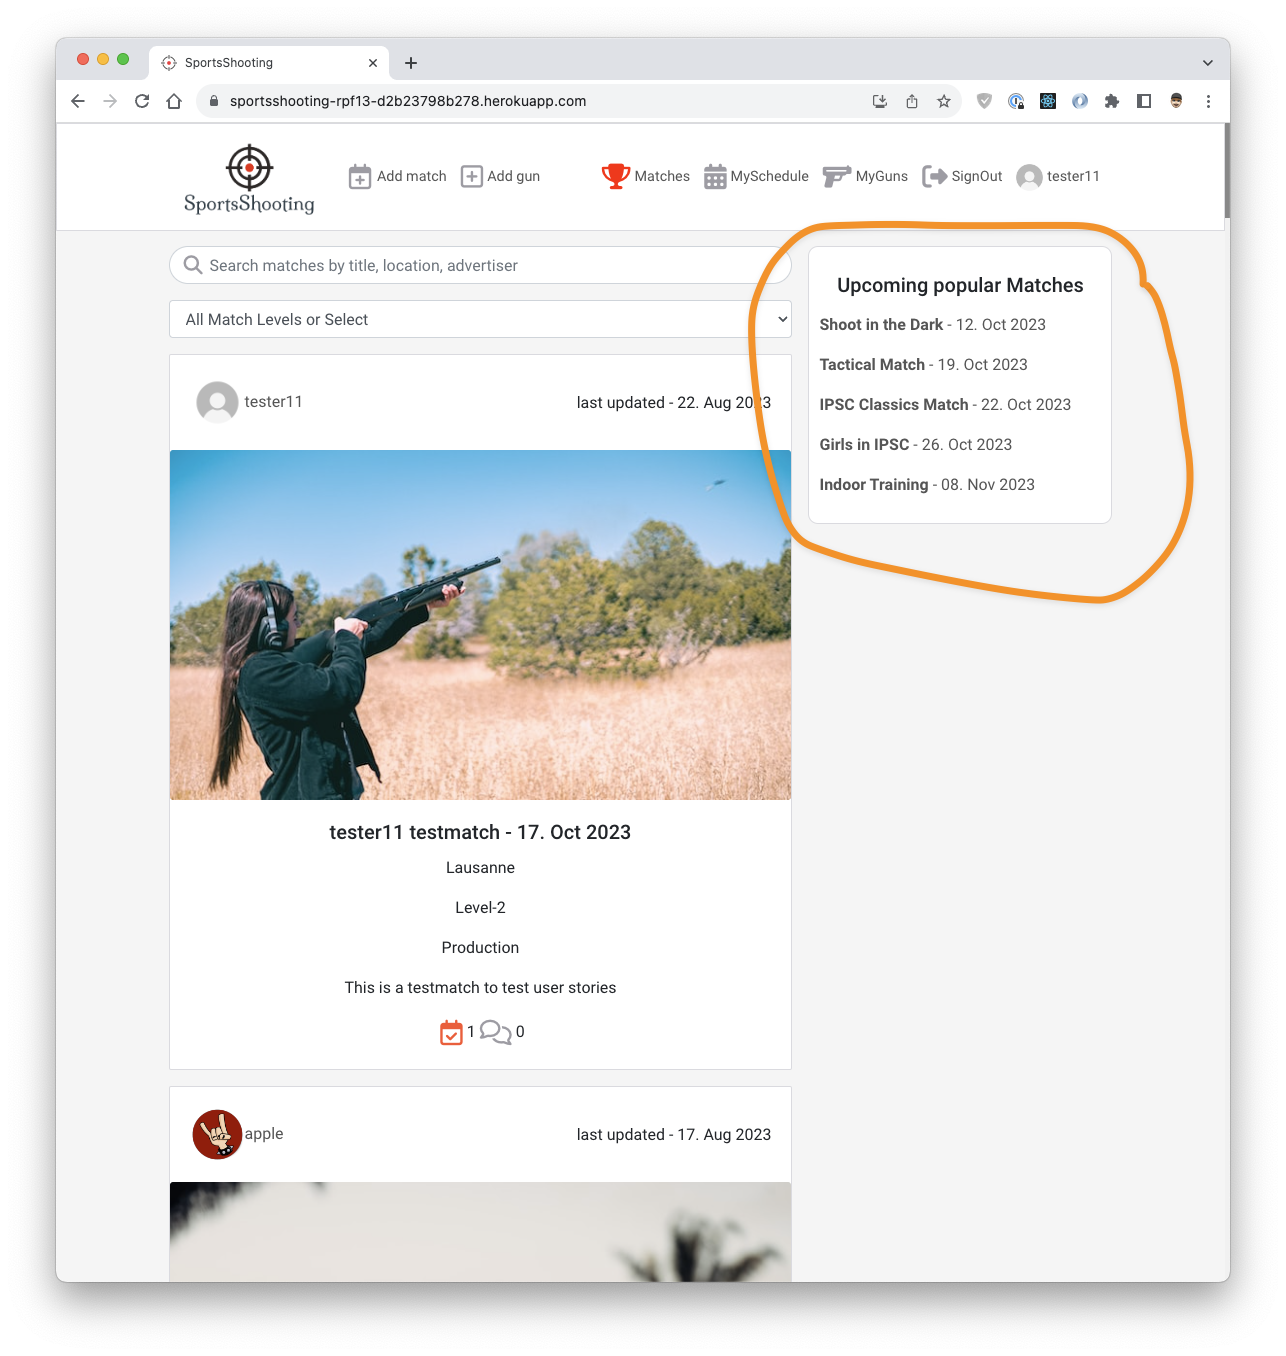 SportsShooting
sportsshooting-rpf13-d2b23798b278.herokuapp.com
SportsShooting
Add match
Add gun
Matches
MySchedule
MyGuns
SignOut
tester11
Search matches by title, location, advertiser
All Match Levels or Select
tester11
last updated - 22. Aug 2023
tester11 testmatch - 17. Oct 2023
Lausanne
Level-2
Production
This is a testmatch to test user stories
1
0
apple
last updated - 17. Aug 2023
Upcoming popular Matches
Shoot in the Dark - 12. Oct 2023
Tactical Match - 19. Oct 2023
IPSC Classics Match - 22. Oct 2023
Girls in IPSC - 26. Oct 2023
Indoor Training - 08. Nov 2023